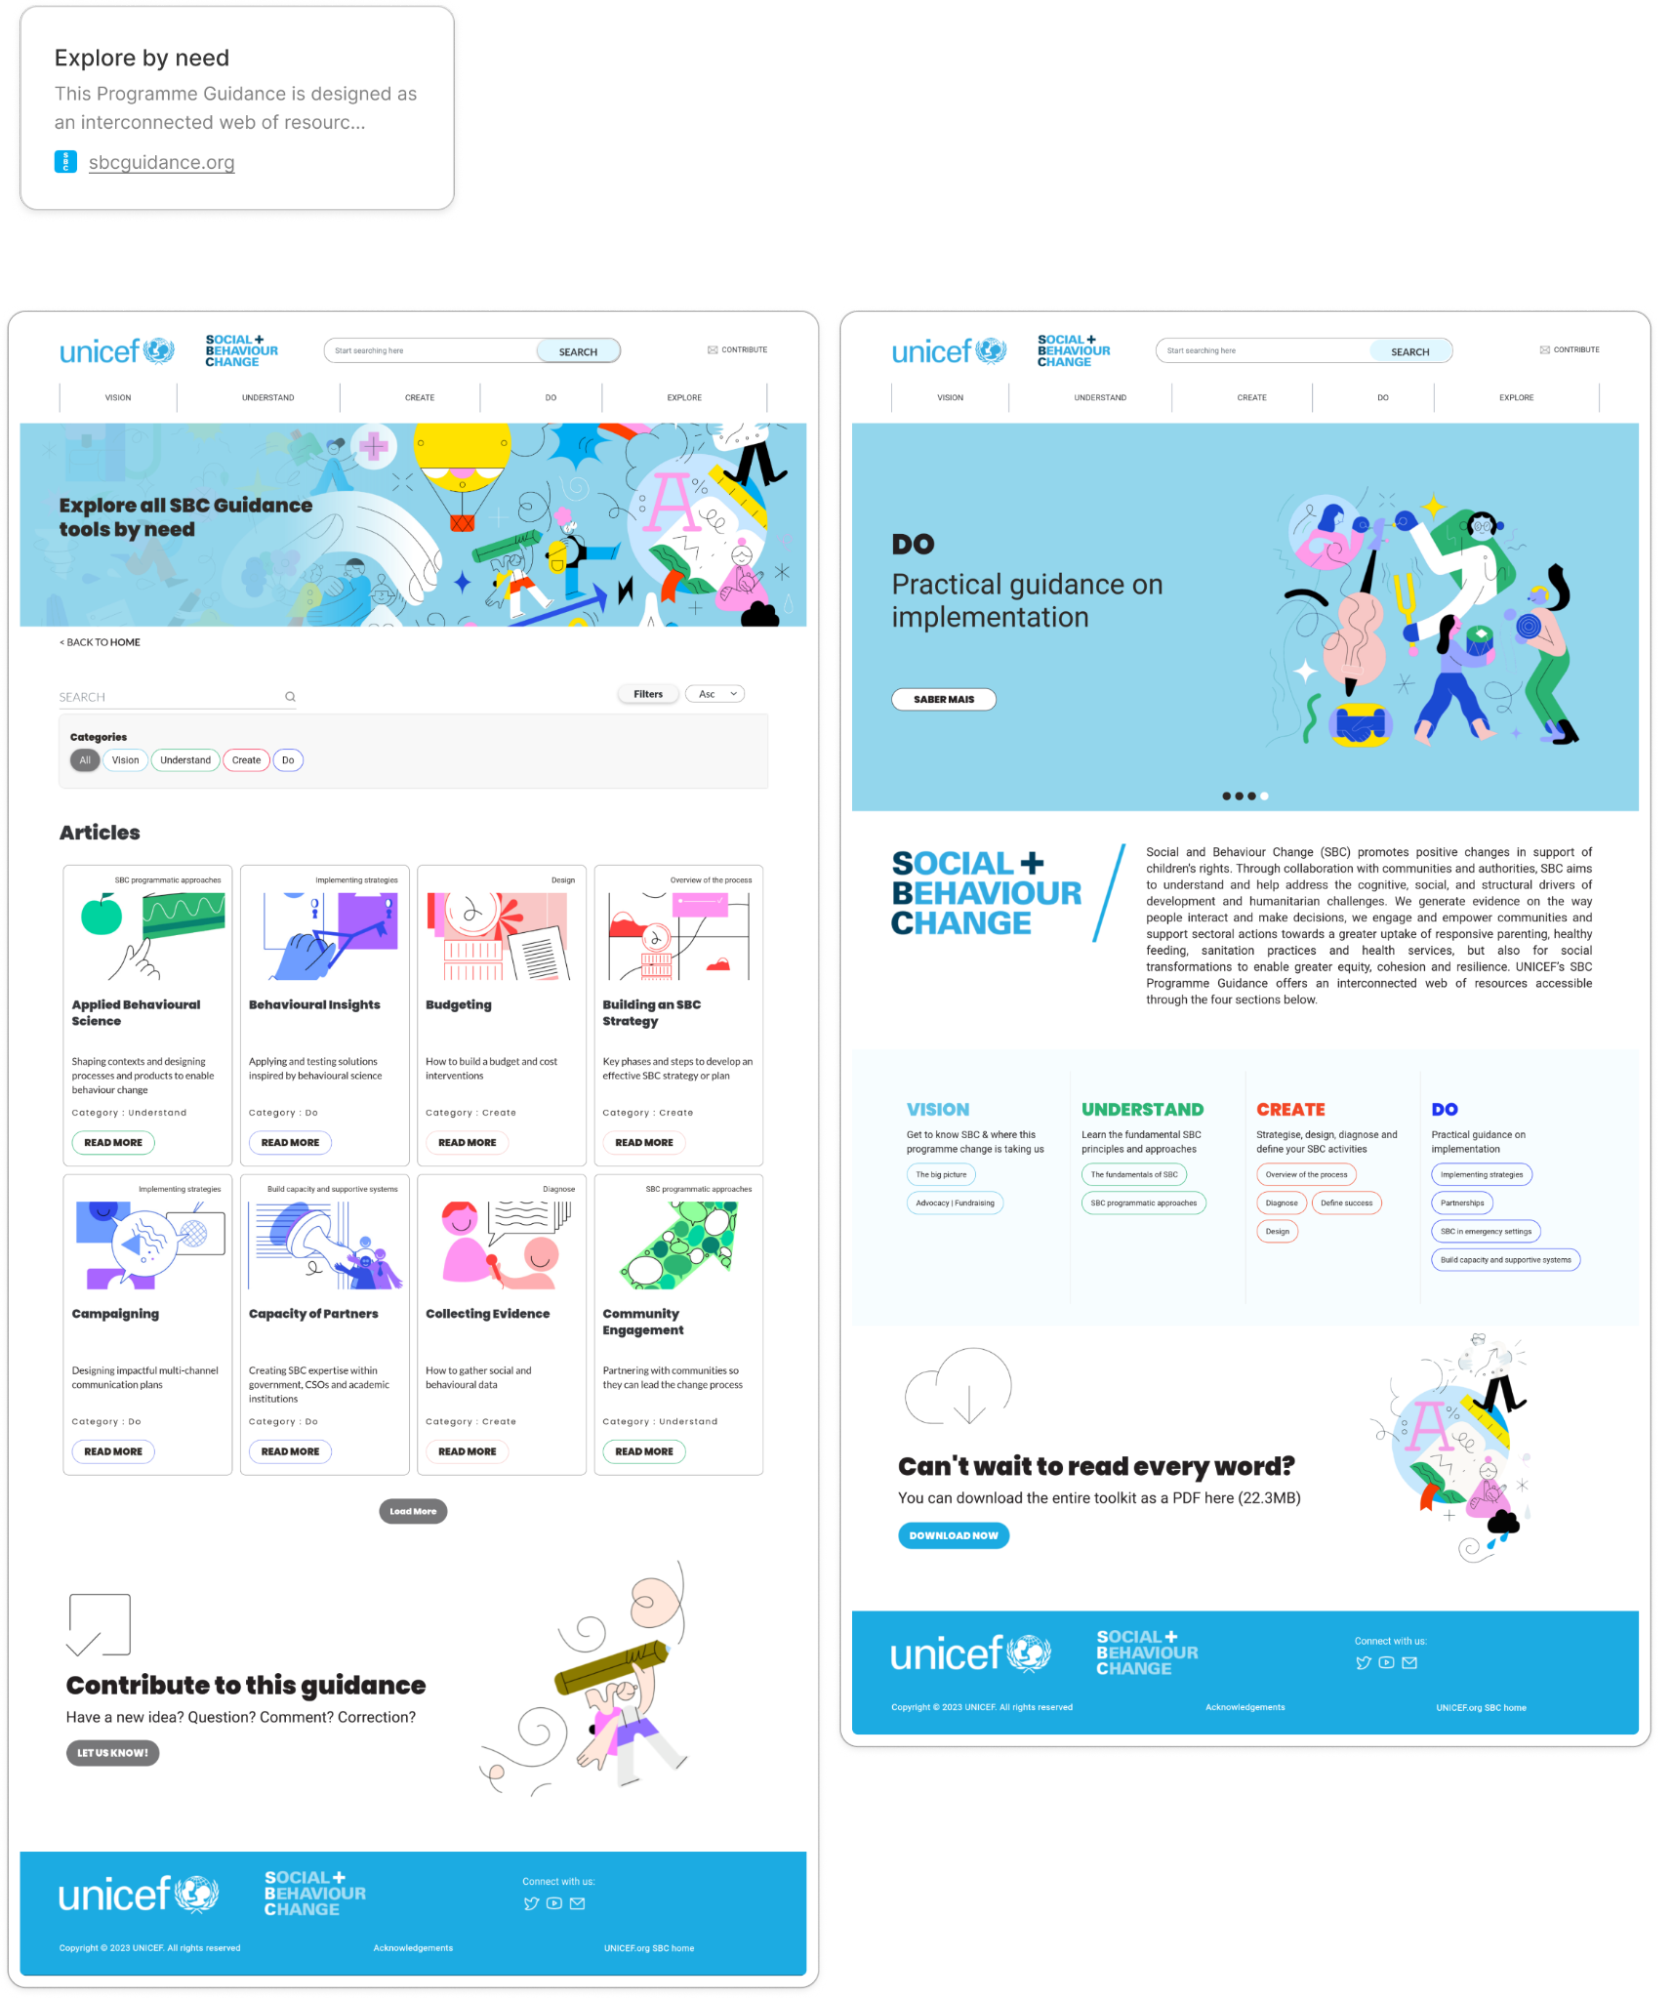 Explore by need
This Programme Guidance is designed as
an interconnected web of resourc...
SBC
sbcguidance.org
unicef
SOCIAL +
BEHAVIOUR
CHANGE
Start searching here
SEARCH
CONTRIBUTE
VISION
UNDERSTAND
CREATE
DO
EXPLORE
Explore all SBC Guidance
tools by need
< BACK TO HOME
SEARCH
Filters
Asc
Categories
All
Vision
Understand
Create
Do
Articles
SBC programmatic approaches
Applied Behavioural
Science
Shaping contexts and designing
processes and products to enable
behaviour change
Category : Understand
READ MORE
Implementing strategies
Behavioural Insights
Applying and testing solutions
inspired by behavioural science
Category : Do
READ MORE
Design
Budgeting
How to build a budget and cost
interventions
Category : Create
READ MORE
Overview of the process
Building an SBC
Strategy
Key phases and steps to develop an
effective SBC strategy or plan
Category : Create
READ MORE
Implementing strategies
Campaigning
Designing impactful multi-channel
communication plans
Category : Do
READ MORE
Build capacity and supportive systems
Capacity of Partners
Creating SBC expertise within
government, CSOs and academic
institutions
Category : Do
READ MORE
Diagnose
Collecting Evidence
How to gather social and
behavioural data
Category : Create
READ MORE
SBC programmatic approaches
Community
Engagement
Partnering with communities so
they can lead the change process
Category : Understand
READ MORE
Load More
Contribute to this guidance
Have a new idea? Question? Comment? Correction?
LET US KNOW!
unicef
SOCIAL +
BEHAVIOUR
CHANGE
Connect with us:
Copyright © 2023 UNICEF. All rights reserved
Acknowledgements
UNICEF.org SBC home
unicef
SOCIAL +
BEHAVIOUR
CHANGE
Start searching here
SEARCH
CONTRIBUTE
VISION
UNDERSTAND
CREATE
DO
EXPLORE
DO
Practical guidance on
implementation
SABER MAIS
SOCIAL +
BEHAVIOUR
CHANGE
Social and Behaviour Change (SBC) promotes positive changes in support of
children's rights. Through collaboration with communities and authorities, SBC aims
to understand and help address the cognitive, social, and structural drivers of
development and humanitarian challenges. We generate evidence on the way
people interact and make decisions, we engage and empower communities and
support sectoral actions towards a greater uptake of responsive parenting, healthy
feeding, sanitation practices and health services, but also for social
transformations to enable greater equity, cohesion and resilience. UNICEF's SBC
Programme Guidance offers an interconnected web of resources accessible
through the four sections below.
VISION
Get to know SBC & where this
programme change is taking us
The big picture
Advocacy | Fundraising
UNDERSTAND
Learn the fundamental SBC
principles and approaches
The fundamentals of SBC
SBC programmatic approaches
CREATE
Strategise, design, diagnose and
define your SBC activities
Overview of the process
Diagnose
Define success
Design
DO
Practical guidance on
implementation
Implementing strategies
Partnerships
SBC in emergency settings
Build capacity and supportive systems
Can't wait to read every word?
You can download the entire toolkit as a PDF here (22.3MB)
DOWNLOAD NOW
unicef
SOCIAL +
BEHAVIOUR
CHANGE
Connect with us:
Copyright © 2023 UNICEF. All rights reserved
Acknowledgements
UNICEF.org SBC home